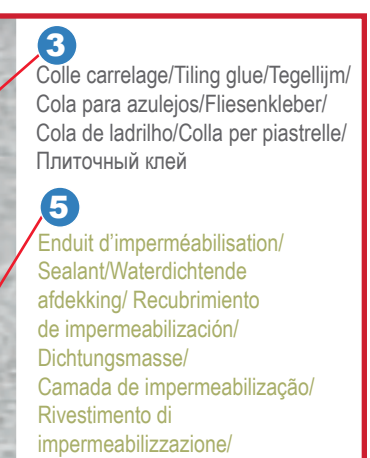 3
Colle carrelage/Tiling glue/Tegellijm/
Cola para azulejos/Fliesenkleber/
Cola de ladrilho/Colla per piastrelle/
Плиточный клей
5
Enduit d’imperméabilisation/
Sealant/Waterdichtende
afdekking/ Recubrimiento
de impermeabilización/
Dichtungsmasse/
Camada de impermeabilização/
Rivestimento di
impermeabilizzazione/